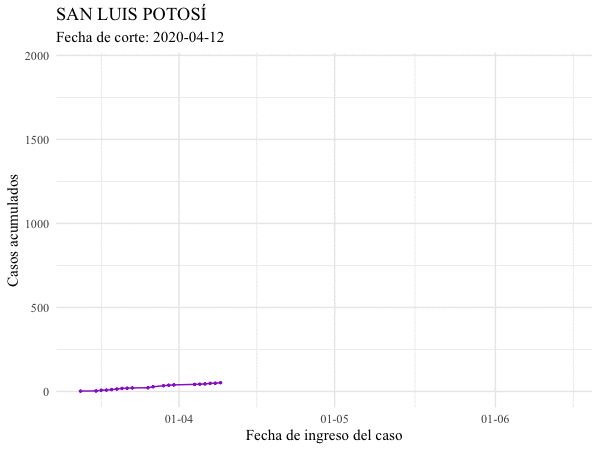 SAN LUIS POTOSÍ
Fecha de corte: 2020-04-12
2000
1500
1000
500
0
Casos acumulados
01-04
01-05
01-06
Fecha de ingreso del caso